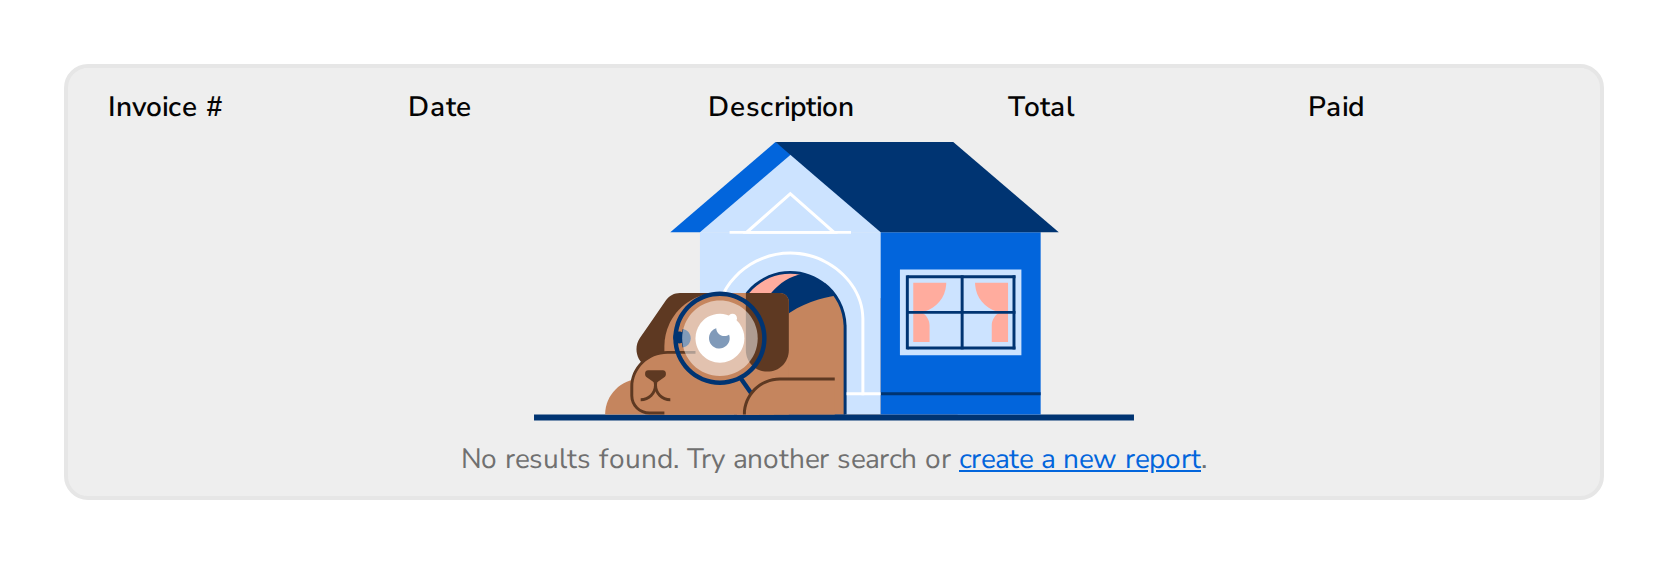 Invoice # Date Description Total Paid
No results found. Try another search or create a new report.